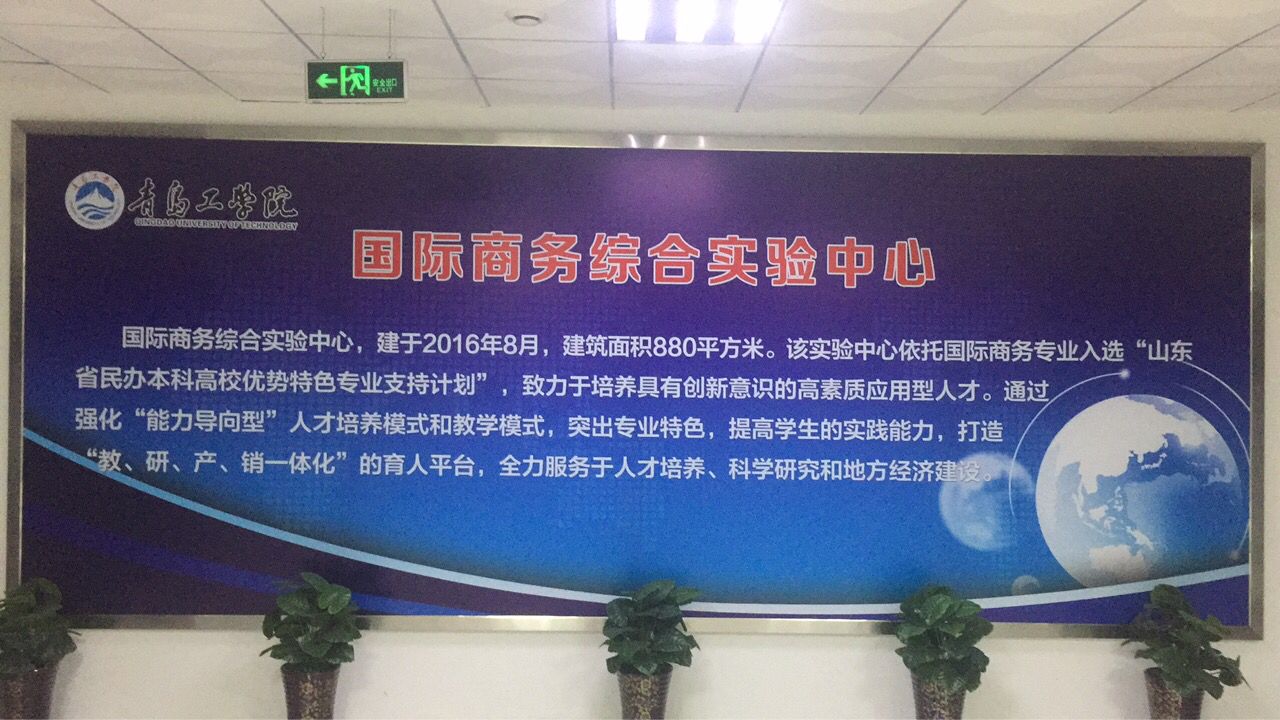 安全出口
EXIT
青岛工学院
QINGDAO UNIVERSITY OF TECHNOLOGY
国际商务综合实验中心
国际商务综合实验中心，建于2016年8月，建筑面积880平方米。该实验中心依托国际商务专业入选“山东
省民办本科高校优势特色专业支持计划”，致力于培养具有创新意识的高素质应用型人才。通过
强化“能力导向型”人才培养模式和教学模式，突出专业特色，提高学生的实践能力，打造
“教、研、产、销一体化”的育人平台，全力服务于人才培养、科学研究和地方经济建设。